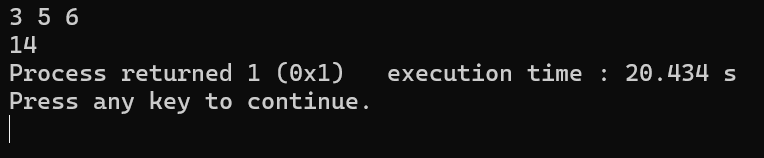 3 5 6
14
Process returned 1 (0x1)   execution time : 20.434 s
Press any key to continue.